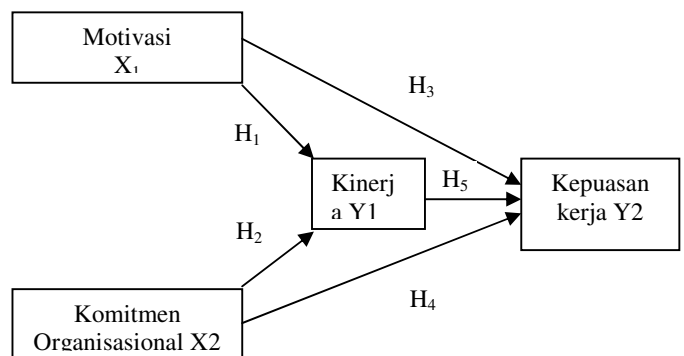 Motivasi
X₁
H₃
H₁
Kinerj
a Y1
H₅
Kepuasan
kerja Y2
H₂
H₄
Komitmen
Organisasional X2